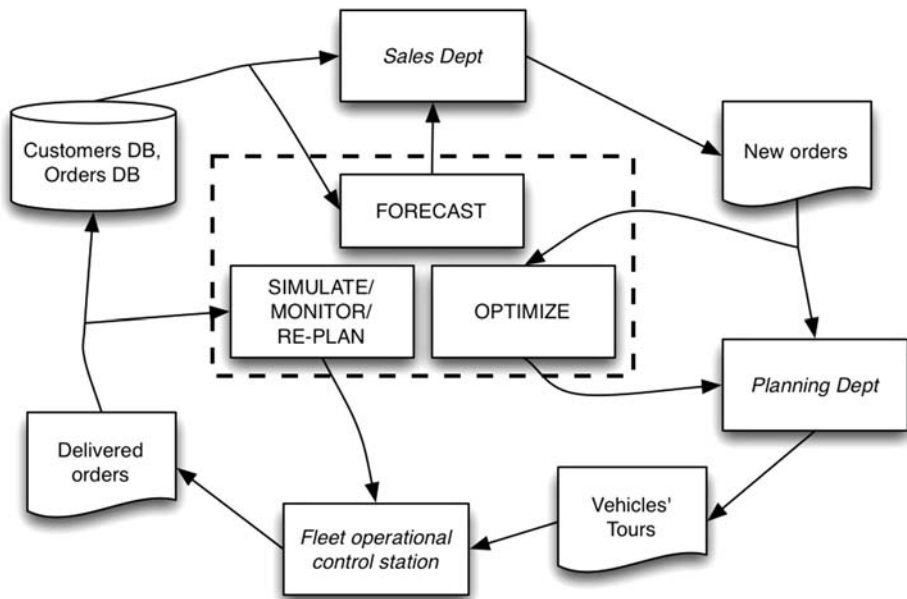 Sales Dept
Customers DB,
Orders DB
New orders
FORECAST
SIMULATE/
MONITOR/
RE-PLAN
OPTIMIZE
Planning Dept
Delivered
orders
Vehicles'
Tours
Fleet operational
control station